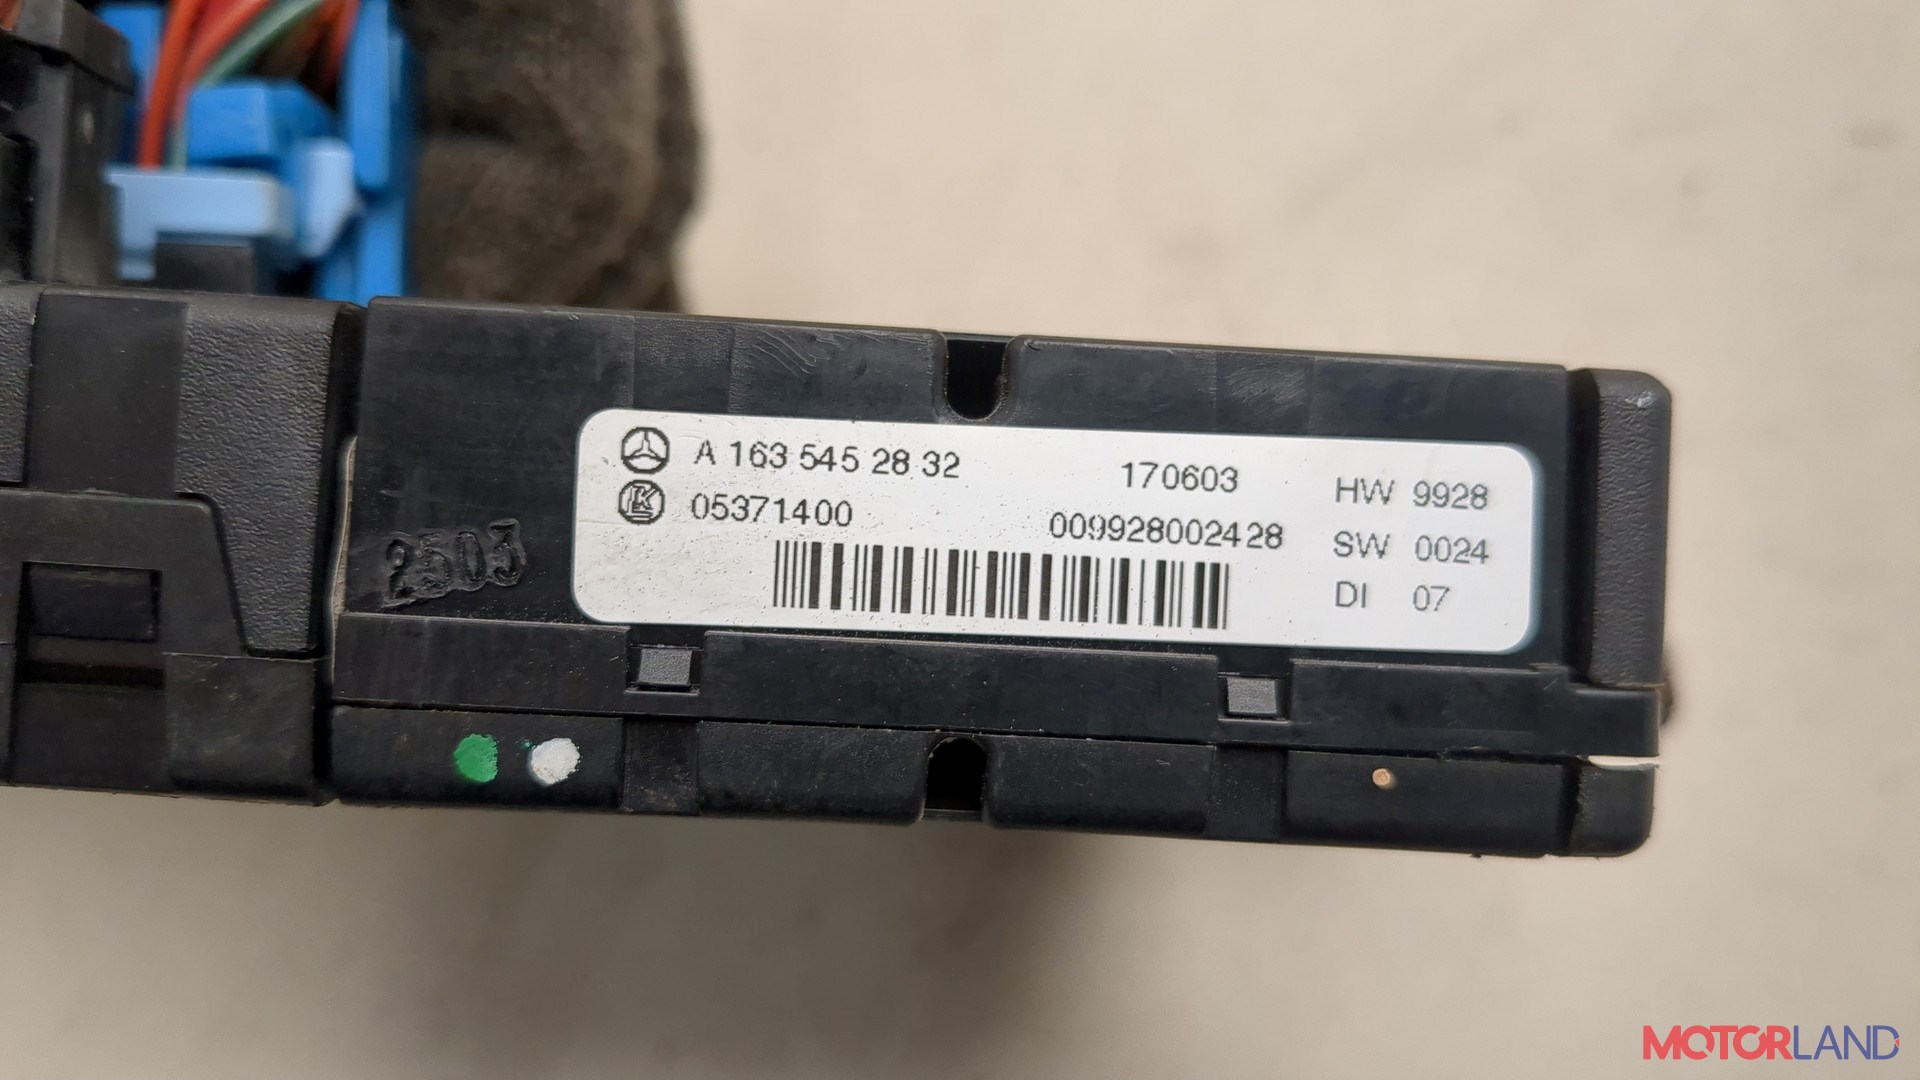 A 163 545 28 32
170603
HW 9928
05371400
009928002428
SW 0024
DI 07
2503
MOTORLAND